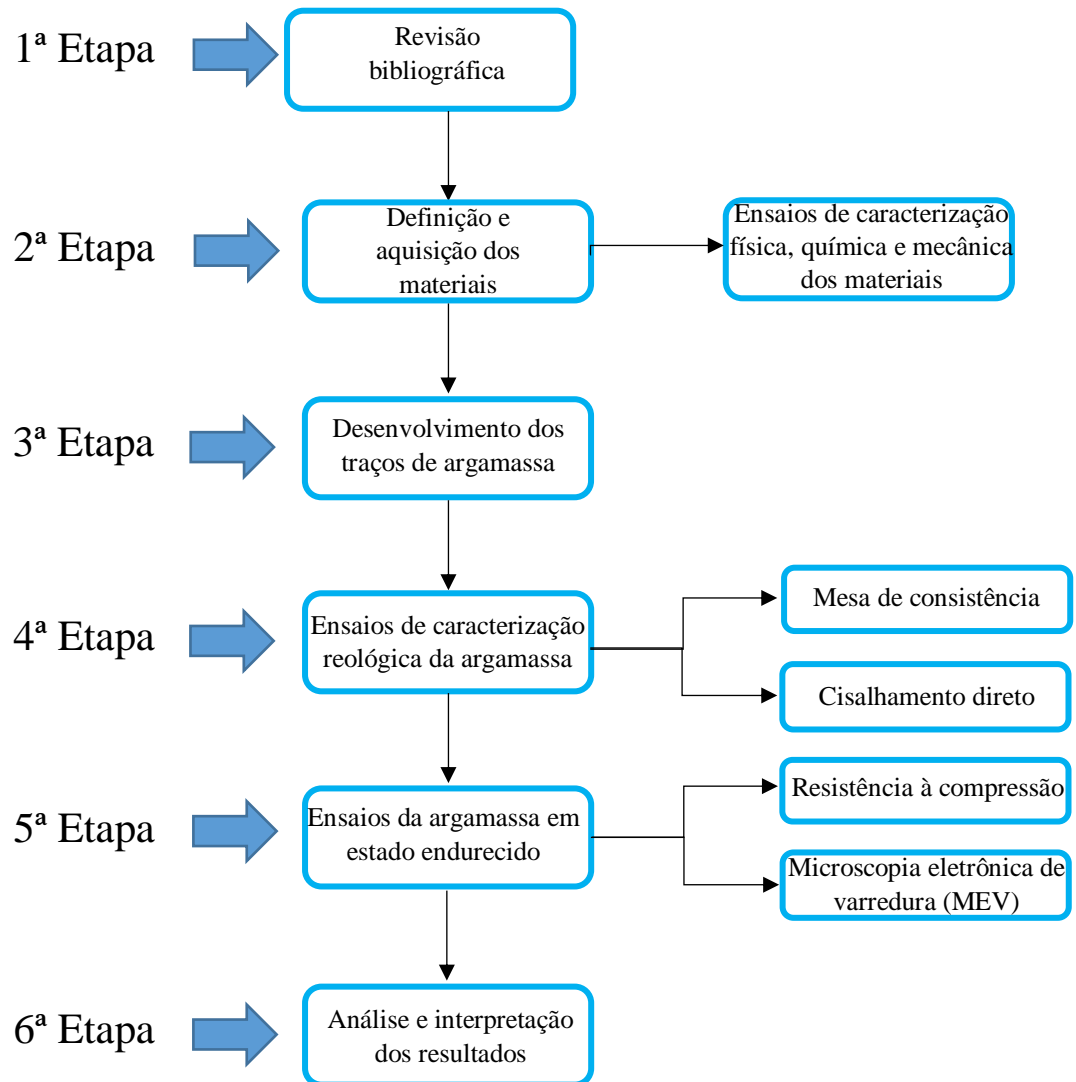 1ª Etapa
Revisão
bibliográfica
2ª Etapa
Definição e
aquisição dos
materiais
Ensaios de caracterização
física, química e mecânica
dos materiais
3ª Etapa
Desenvolvimento dos
traços de argamassa
4ª Etapa
Ensaios de caracterização
reológica da argamassa
Mesa de consistência
Cisalhamento direto
5ª Etapa
Ensaios da argamassa em
estado endurecido
Resistência à compressão
Microscopia eletrônica de
varredura (MEV)
6ª Etapa
Análise e interpretação
dos resultados